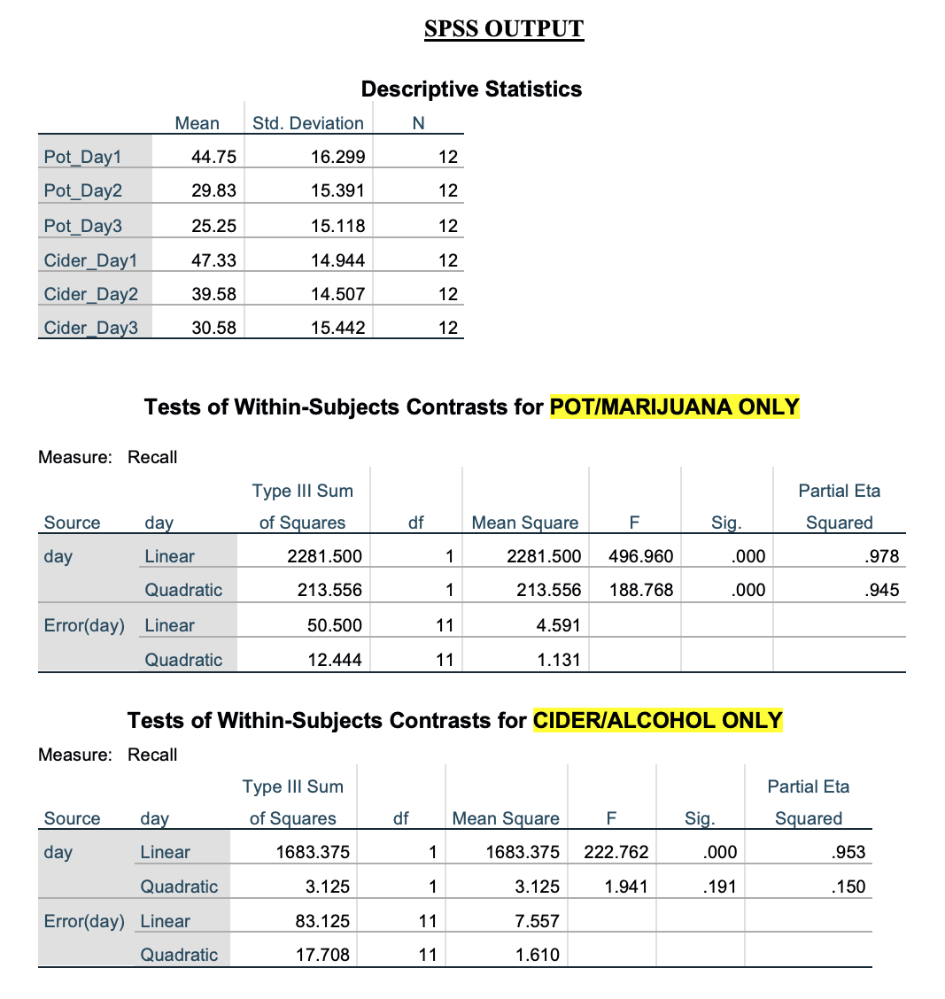 SPSS OUTPUT
Descriptive Statistics
Mean Std. Deviation N
Pot_Day1 44.75 16.299 12
Pot_Day2 29.83 15.391 12
Pot_Day3 25.25 15.118 12
Cider_Day1 47.33 14.944 12
Cider_Day2 39.58 14.507 12
Cider_Day3 30.58 15.442 12
Tests of Within-Subjects Contrasts for POT/MARIJUANA ONLY
Measure: Recall
Type III Sum Partial Eta
Source day of Squares df Mean Square F Sig. Squared
day Linear 2281.500 1 2281.500 496.960 .000 .978
Quadratic 213.556 1 213.556 188.768 .000 .945
Error(day) Linear 50.500 11 4.591
Quadratic 12.444 11 1.131
Tests of Within-Subjects Contrasts for CIDER/ALCOHOL ONLY
Measure: Recall
Type III Sum Partial Eta
Source day of Squares df Mean Square F Sig. Squared
day Linear 1683.375 1 1683.375 222.762 .000 .953
Quadratic 3.125 1 3.125 1.941 .191 .150
Error(day) Linear 83.125 11 7.557
Quadratic 17.708 11 1.610